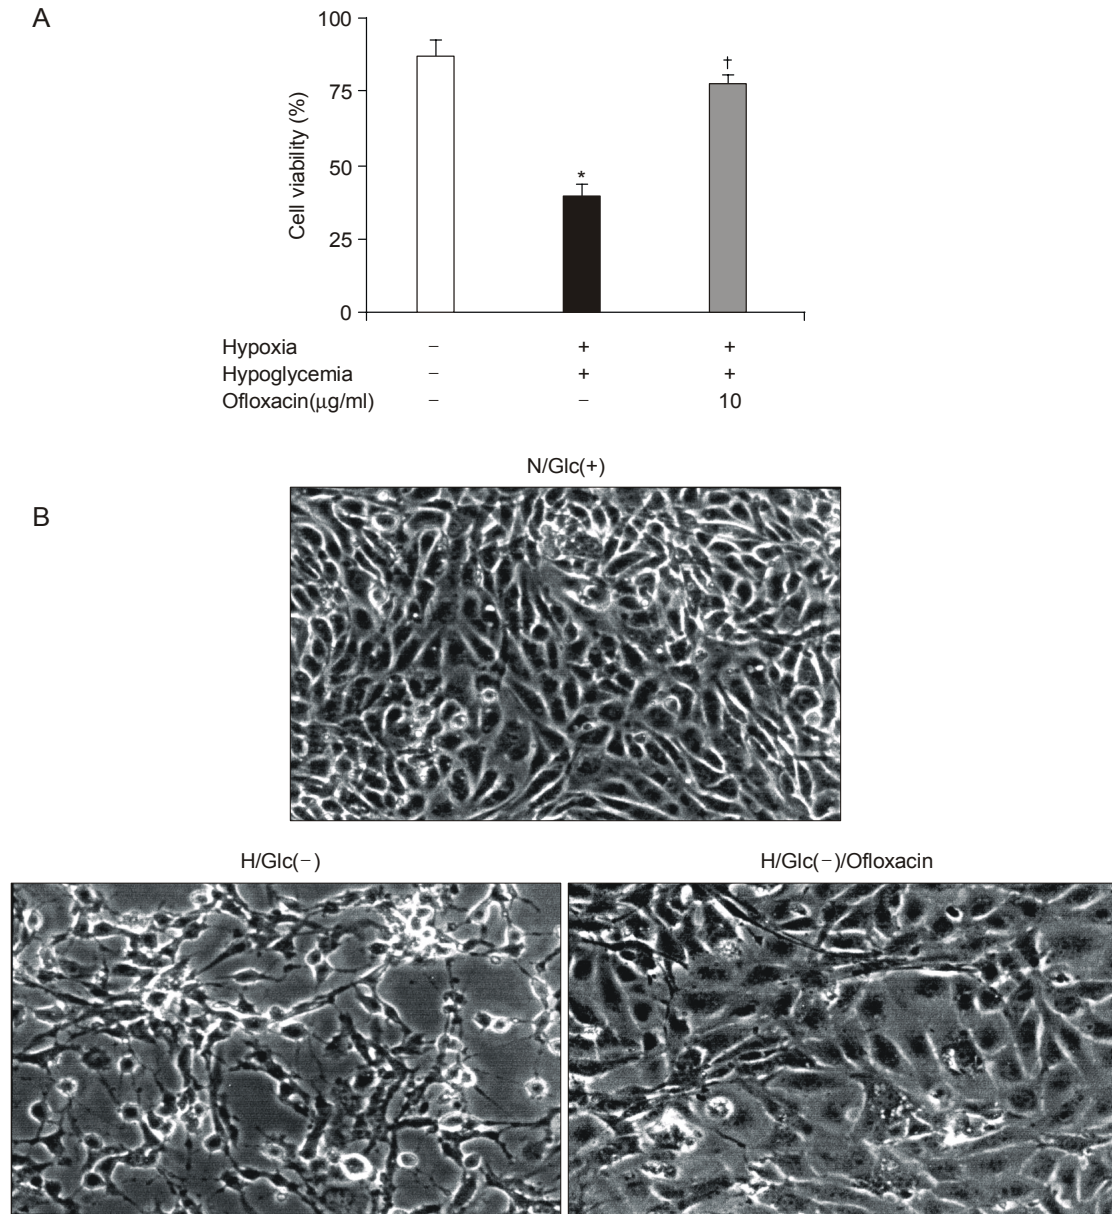 A
100
75
50
25
0
Cell viability (%)
*
†
Hypoxia − + +
Hypoglycemia − + +
Ofloxacin(μg/ml) − − 10
B
N/Glc(+)
H/Glc(−)
H/Glc(−)/Ofloxacin